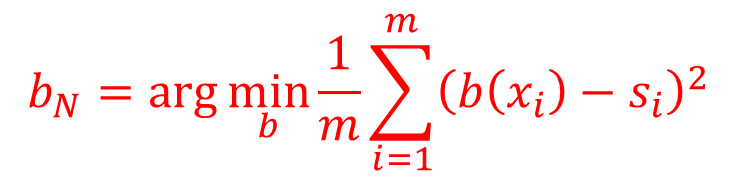 b_N = arg min_b 1/m ∑_{i=1}^{m} (b(x_i) − s_i)^2